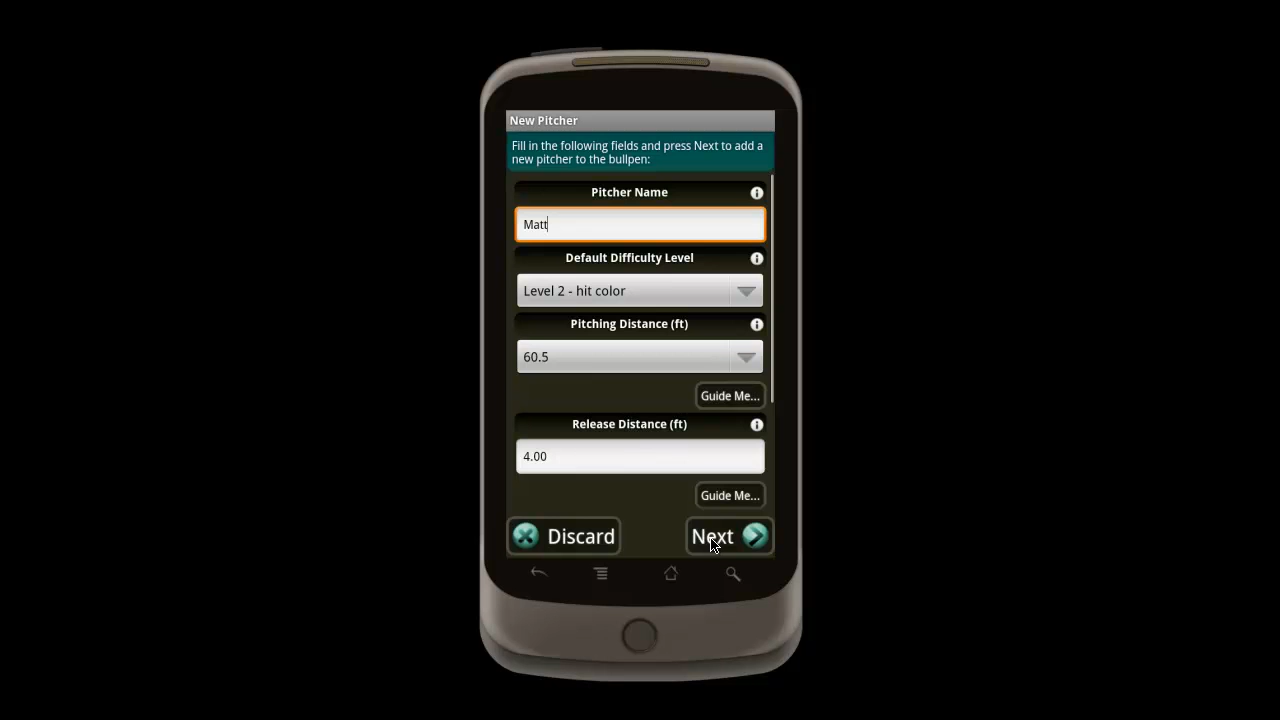 New Pitcher
Fill in the following fields and press Next to add a
new pitcher to the bullpen:
Pitcher Name
Matt
Default Difficulty Level
Level 2 - hit color
Pitching Distance (ft)
60.5
Guide Me...
Release Distance (ft)
4.00
Guide Me...
Discard
Next